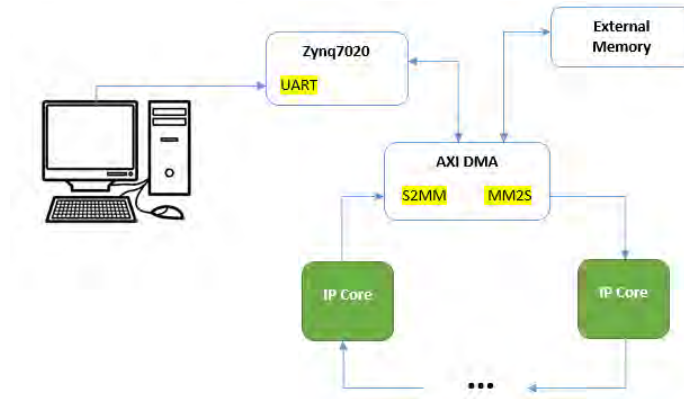 Zynq7020
UART
External
Memory
AXI DMA
S2MM MM2S
IP Core
IP Core
...